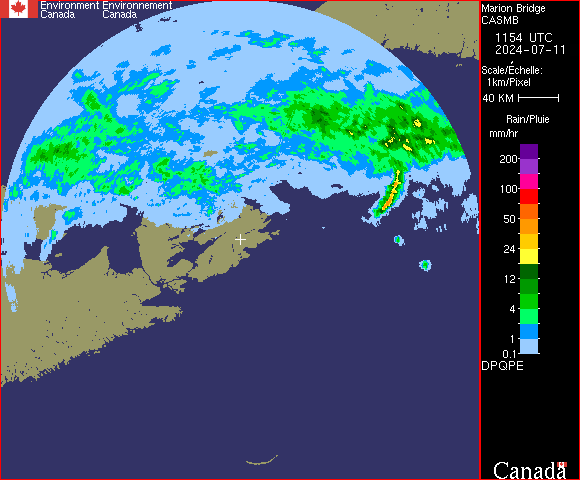 Environment Environnement
Canada Canada
Marion Bridge
CASMB
1154 UTC
2024-07-11
Scale/Echelle:
1km/Pixel
40 KM
Rain/Pluie
mm/hr
200
100
50
24
12
4
1
0.1
DPQPE
Canada